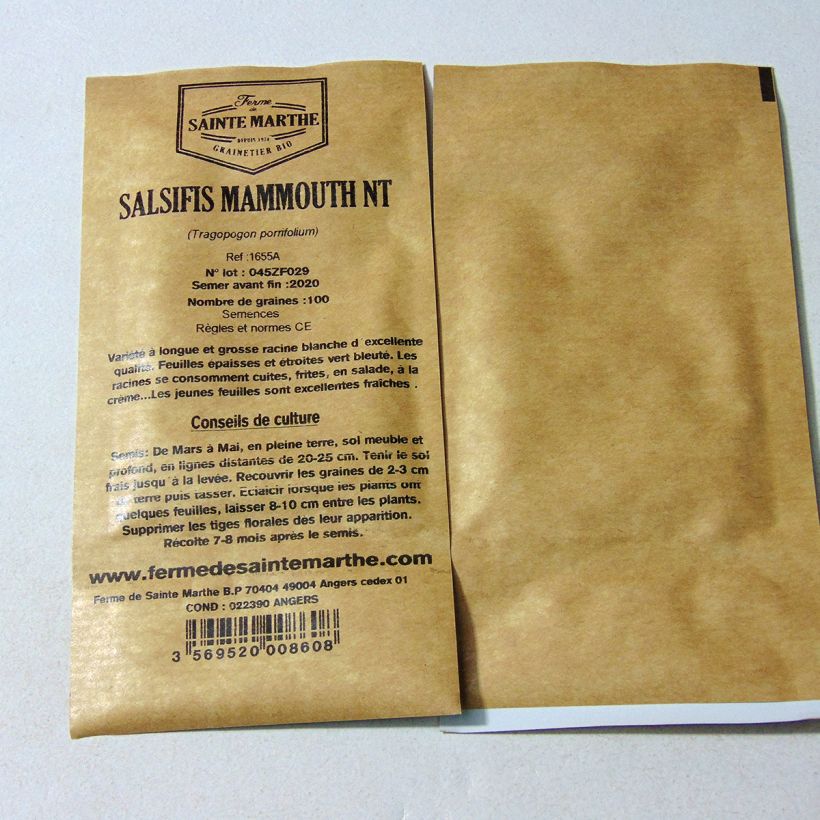 Ferme
de
SAINTE MARTHE
DEPUIS 1974
GRAINETIER BIO
SALSIFIS MAMMOUTH NT
(Tragopogon porrifolium)
Ref :1655A
N° lot : 045ZF029
Semer avant fin :2020
Nombre de graines :100
Semences
Règles et normes CE
Variété à longue et grosse racine blanche d´excellente
qualité. Feuilles épaisses et étroites vert bleuté. Les
racines se consomment cuites, frites, en salade, à la
crème...Les jeunes feuilles sont excellentes fraîches .
Conseils de culture
Semis: De Mars à Mai, en pleine terre, sol meuble et
profond, en lignes distantes de 20-25 cm. Tenir le sol
frais jusqu´à la levée. Recouvrir les graines de 2-3 cm
de terre puis tasser. Eclaicir lorsque les plants ont
quelques feuilles, laisser 8-10 cm entre les plants.
Supprimer les tiges florales dès leur apparition.
Récolte 7-8 mois après le semis.
www.fermedesaintemarthe.com
Ferme de Sainte Marthe B.P 70404 49004 Angers cedex 01
COND : 022390 ANGERS
3 569520 008608